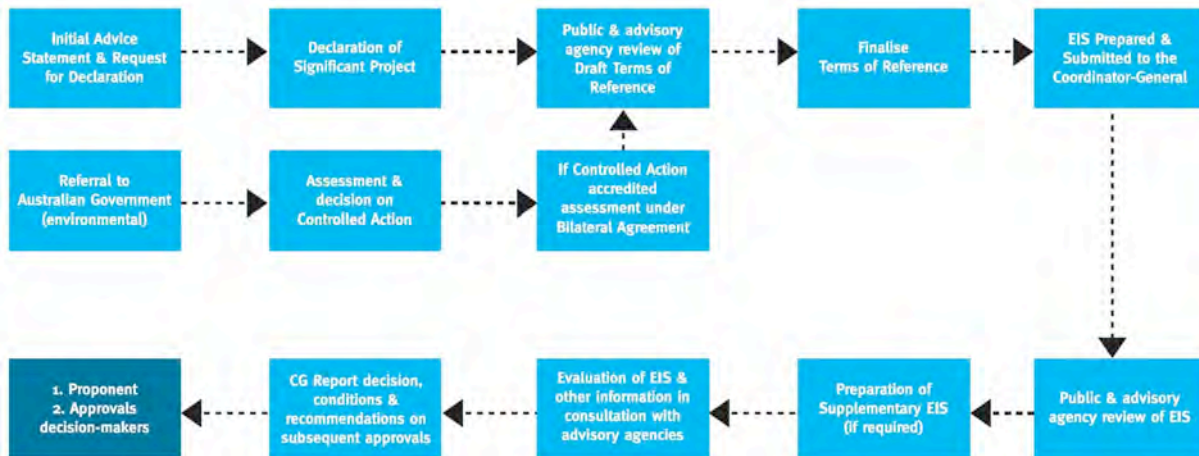 Initial Advice
Statement & Request
for Declaration
Declaration of
Significant Project
Public & advisory
agency review of
Draft Terms of
Reference
Finalise
Terms of Reference
EIS Prepared &
Submitted to the
Coordinator-General
Referral to
Australian Government
(environmental)
Assessment &
decision on
Controlled Action
If Controlled Action
accredited
assessment under
Bilateral Agreement
1. Proponent
2. Approvals
decision-makers
CG Report decision,
conditions &
recommendations on
subsequent approvals
Evaluation of EIS &
other information in
consultation with
advisory agencies
Preparation of
Supplementary EIS
(if required)
Public & advisory
agency review of EIS